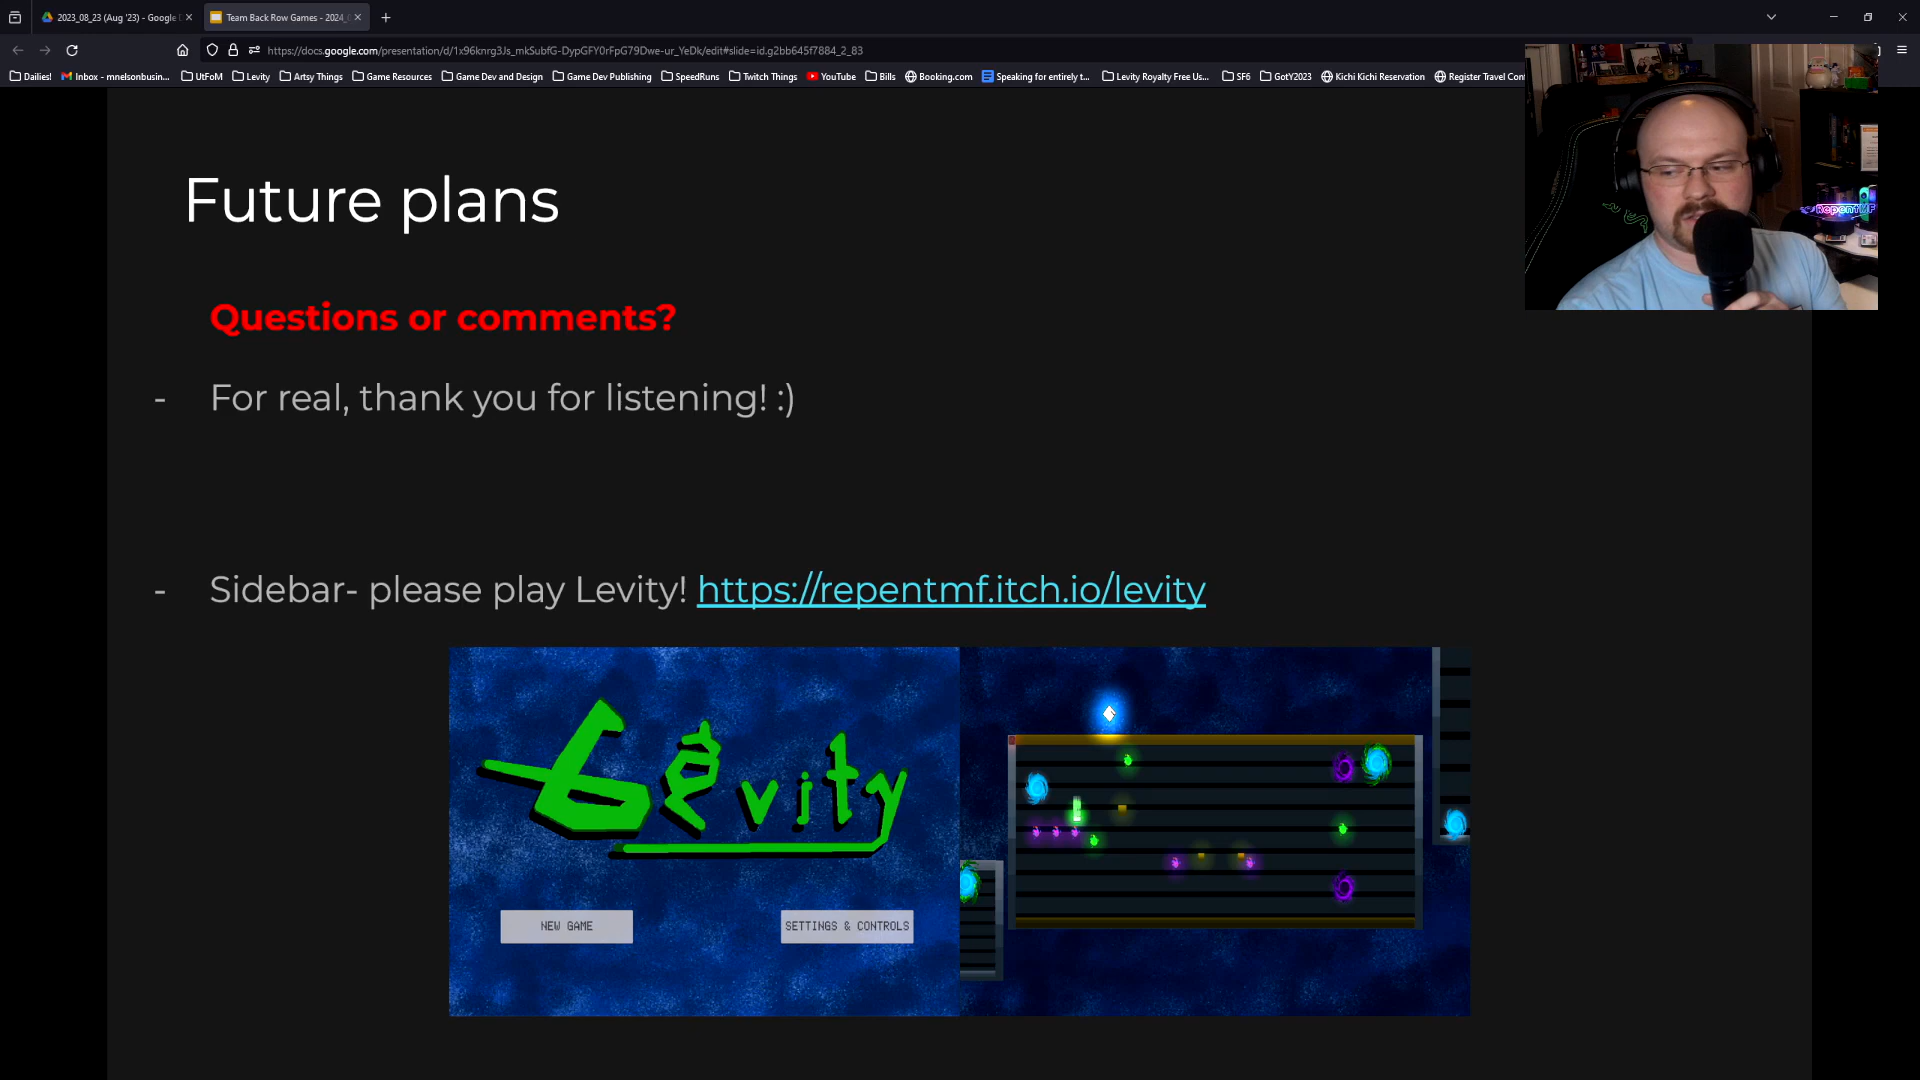 2023_08_23 (Aug '23) - Google
Team Back Row Games - 2024_
https://docs.google.com/presentation/d/1x96knrg3Js_mkSubfG-DypGFY0rFpG79Dwe-ur_YeDk/edit#slide=id.g2bb645f7884_2_83
Dailies! Inbox - mnelsonbusin... UtFoM Levity Artsy Things Game Resources Game Dev and Design Game Dev Publishing SpeedRuns Twitch Things YouTube Bills Booking.com Speaking for entirely t... Levity Royalty Free Us... SF6 GotY2023 Kichi Kichi Reservation Register Travel Cont
RepentMF
Future plans
Questions or comments?
- For real, thank you for listening! :)
- Sidebar- please play Levity! https://repentmf.itch.io/levity
Levity
NEW GAME
SETTINGS & CONTROLS